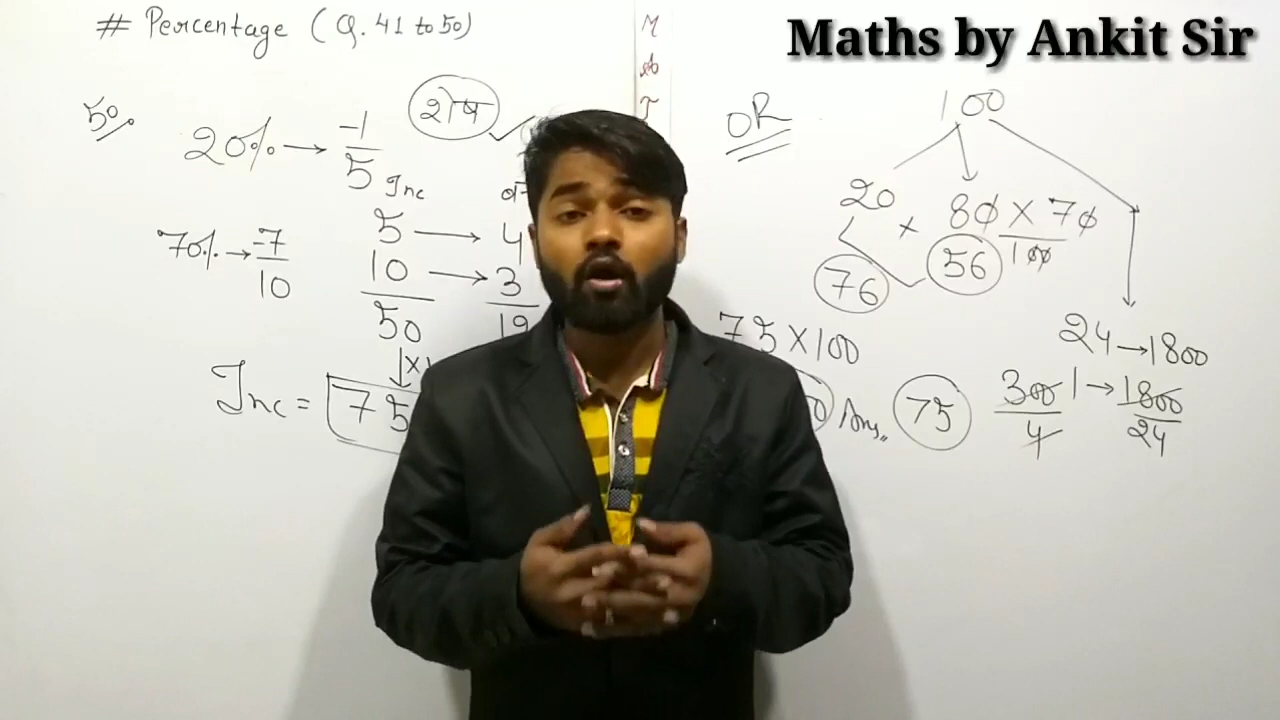 # Percentage (Q. 41 to 50)
M
A
T
Maths by Ankit Sir
50.
20% → -1/5
शेष
Inc
70% → -7/10
5 → 4
10 → 3
50
19
×
Inc = 75
OR
100
20 + 80 × 70/100
76
56
75 × 100
24 → 1800
1 → 1800/24
300/4
75
Ans.